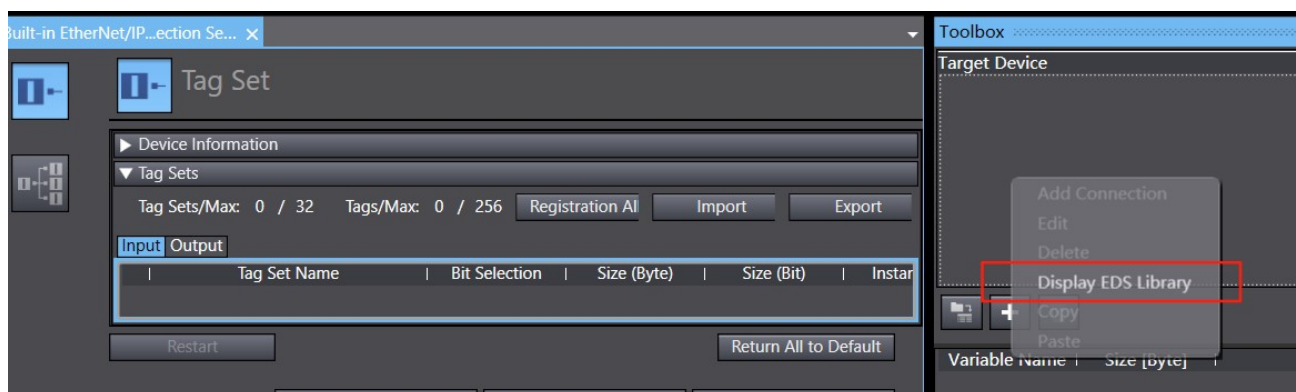 Built-in EtherNet/IP...ection Se...
Toolbox
Target Device
Tag Set
Device Information
Tag Sets
Tag Sets/Max: 0 / 32 Tags/Max: 0 / 256 Registration Al Import Export
Input Output
Tag Set Name Bit Selection Size (Byte) Size (Bit) Instar
Restart Return All to Default
Add Connection
Edit
Delete
Display EDS Library
Copy
Paste
Variable Name Size [Byte]